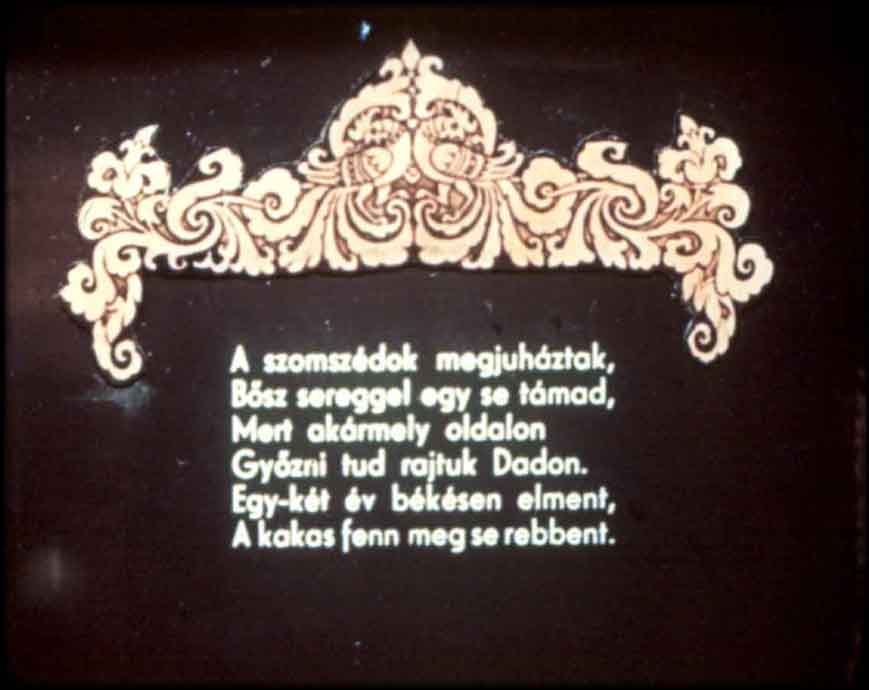 A szomszédok megjuháztak,
Bősz sereggel egy se támad,
Mert akármely oldalon
Győzni tud rajtuk Dadon.
Egy-két év békésen elment,
A kakas fenn meg se rebbent.